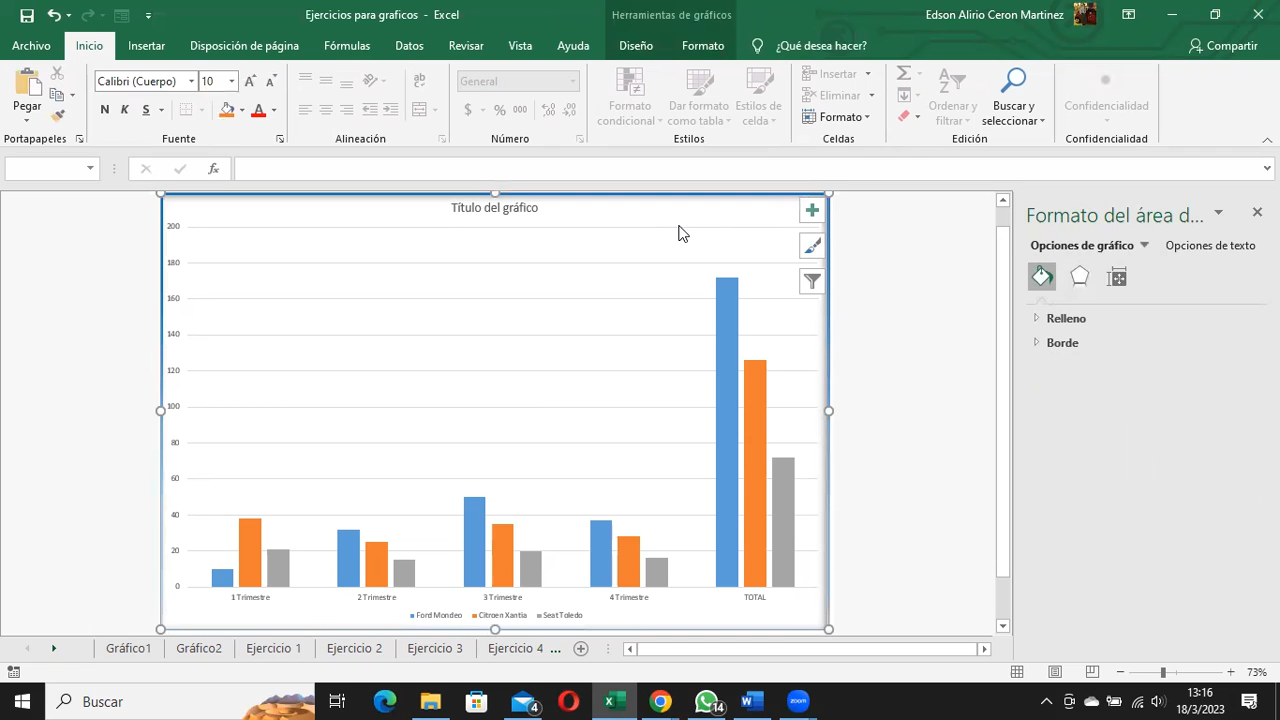 Ejercicios para graficos - Excel
Herramientas de gráficos
Edson Alirio Ceron Martinez
Archivo Inicio Insertar Disposición de página Fórmulas Datos Revisar Vista Ayuda Diseño Formato ¿Qué desea hacer? Compartir
Pegar
Portapapeles
Calibri (Cuerpo) 10
N K S
Fuente
Alineación
General
$ % 000
Número
Formato condicional
Dar formato como tabla
Estilos de celda
Estilos
Insertar
Eliminar
Formato
Celdas
Ordenar y filtrar
Buscar y seleccionar
Edición
Confidencialidad
Confidencialidad
fx
Título del gráfico
200
180
160
140
120
100
80
60
40
20
0
1 Trimestre 2 Trimestre 3 Trimestre 4 Trimestre TOTAL
Ford Mondeo Citroen Xantia Seat Toledo
Formato del área d...
Opciones de gráfico Opciones de texto
Relleno
Borde
Gráfico1 Gráfico2 Ejercicio 1 Ejercicio 2 Ejercicio 3 Ejercicio 4 ...
73%
Buscar
4
14
zoom
13:16
18/3/2023
1